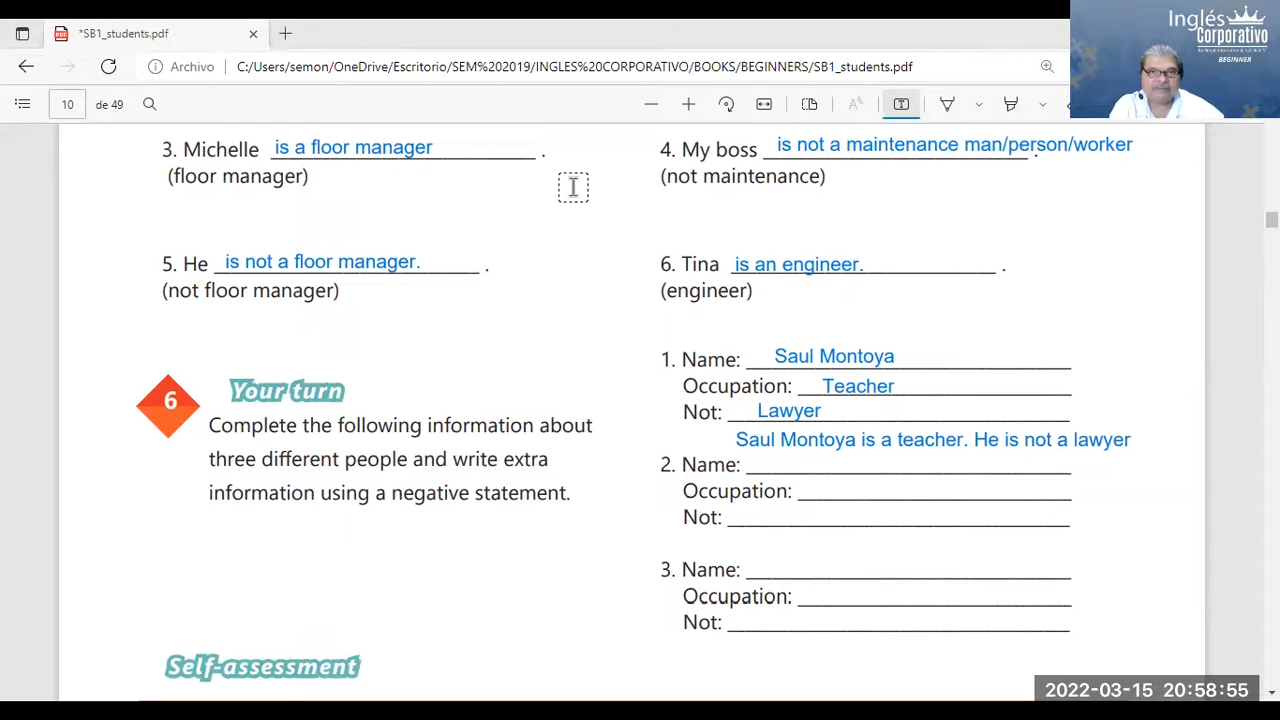 *SB1_students.pdf
Archivo
C:/Users/semon/OneDrive/Escritorio/SEM%202019/INGLES%20CORPORATIVO/BOOKS/BEGINNERS/SB1_students.pdf
Inglés
Corporativo
BEGINNER
10 de 49
3. Michelle is a floor manager .
(floor manager)
4. My boss is not a maintenance man/person/worker .
(not maintenance)
5. He is not a floor manager. .
(not floor manager)
6. Tina is an engineer. .
(engineer)
6
Your turn
Complete the following information about
three different people and write extra
information using a negative statement.
1. Name: Saul Montoya
Occupation: Teacher
Not: Lawyer
Saul Montoya is a teacher. He is not a lawyer
2. Name:
Occupation:
Not:
3. Name:
Occupation:
Not:
Self-assessment
2022-03-15 20:58:55